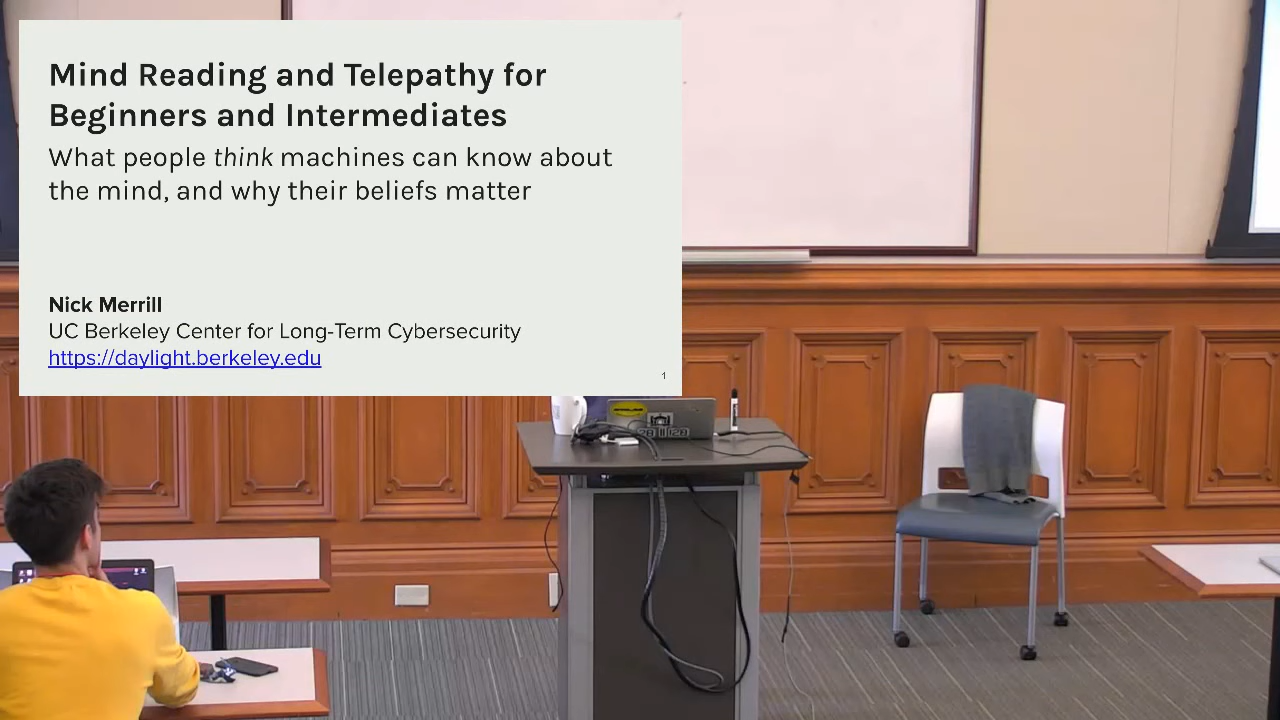 Mind Reading and Telepathy for
Beginners and Intermediates
What people think machines can know about
the mind, and why their beliefs matter
Nick Merrill
UC Berkeley Center for Long-Term Cybersecurity
https://daylight.berkeley.edu
1